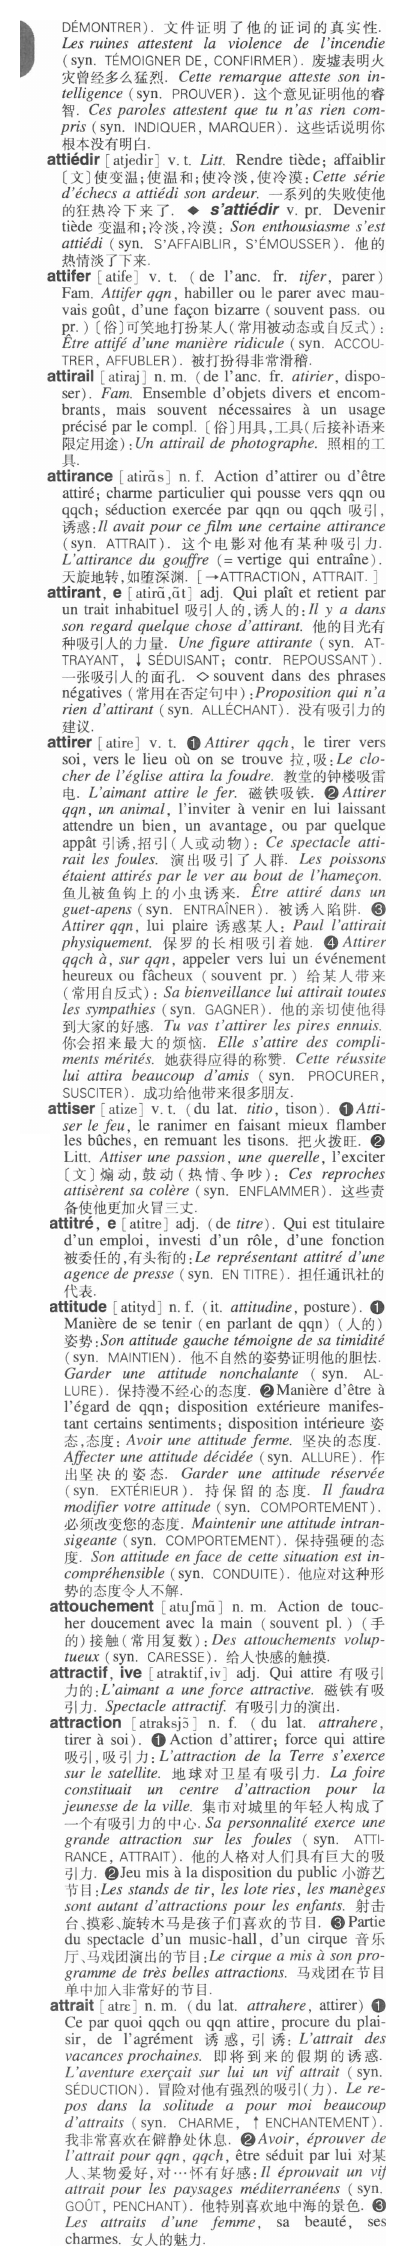 DÉMONTRER). 文件证明了他的证词的真实性.
Les ruines attestent la violence de l'incendie
(syn. TÉMOIGNER DE, CONFIRMER). 废墟表明火
灾曾经多么猛烈. Cette remarque atteste son in-
telligence (syn. PROUVER). 这个意见证明他的睿
智. Ces paroles attestent que tu n'as rien com-
pris (syn. INDIQUER, MARQUER). 这些话说明你
根本没有明白.
attiédir [atjedir] v. t. Litt. Rendre tiède; affaiblir
〔文〕使变温;使温和;使冷淡,使冷漠: Cette série
d'échecs a attiédi son ardeur. 一系列的失败使他
的狂热冷下来了. ◆ s'attiédir v. pr. Devenir
tiède 变温和;冷淡,冷漠: Son enthousiasme s'est
attiédi (syn. S'AFFAIBLIR, S'ÉMOUSSER). 他的
热情淡了下来.
attifer [atife] v. t. (de l'anc. fr. tifer, parer)
Fam. Attifer qqn, habiller ou le parer avec mau-
vais goût, d'une façon bizarre (souvent pass. ou
pr.)〔俗〕可笑地打扮某人(常用被动态或自反式):
Être attifé d'une manière ridicule (syn. ACCOU-
TRER, AFFUBLER). 被打扮得非常滑稽.
attirail [atiraj] n. m. (de l'anc. fr. atirier, dispo-
ser). Fam. Ensemble d'objets divers et encom-
brants, mais souvent nécessaires à un usage
précisé par le compl. 〔俗〕用具,工具(后接补语来
限定用途):Un attirail de photographe. 照相的工
具.
attirance [atirɑ̃s] n. f. Action d'attirer ou d'être
attiré; charme particulier qui pousse vers qqn ou
qqch; séduction exercée par qqn ou qqch 吸引,
诱惑:Il avait pour ce film une certaine attirance
(syn. ATTRAIT). 这个电影对他有某种吸引力.
L'attirance du gouffre (= vertige qui entraîne).
天旋地转,如堕深渊. [→ATTRACTION, ATTRAIT.]
attirant, e [atirɑ̃,ɑ̃t] adj. Qui plaît et retient par
un trait inhabituel 吸引人的,诱人的:Il y a dans
son regard quelque chose d'attirant. 他的目光有
种吸引人的力量. Une figure attirante (syn. AT-
TRAYANT, ↓ SÉDUISANT; contr. REPOUSSANT).
一张吸引人的面孔. ◇ souvent dans des phrases
négatives (常用在否定句中):Proposition qui n'a
rien d'attirant (syn. ALLÉCHANT). 没有吸引力的
建议.
attirer [atire] v. t. ❶ Attirer qqch, le tirer vers
soi, vers le lieu où on se trouve 拉,吸: Le clo-
cher de l'église attira la foudre. 教堂的钟楼吸雷
电. L'aimant attire le fer. 磁铁吸铁. ❷ Attirer
qqn, un animal, l'inviter à venir en lui laissant
attendre un bien, un avantage, ou par quelque
appât 引诱,招引(人或动物): Ce spectacle atti-
rait les foules. 演出吸引了人群. Les poissons
étaient attirés par le ver au bout de l'hameçon.
鱼儿被鱼钩上的小虫诱来. Être attiré dans un
guet-apens (syn. ENTRAÎNER). 被诱入陷阱. ❸
Attirer qqn, lui plaire 诱惑某人: Paul l'attirait
physiquement. 保罗的长相吸引着她. ❹ Attirer
qqch à, sur qqn, appeler vers lui un événement
heureux ou fâcheux (souvent pr.) 给某人带来
(常用自反式): Sa bienveillance lui attirait toutes
les sympathies (syn. GAGNER). 他的亲切使他得
到大家的好感. Tu vas t'attirer les pires ennuis.
你会招来最大的烦恼. Elle s'attire des compli-
ments mérités. 她获得应得的称赞. Cette réussite
lui attira beaucoup d'amis (syn. PROCURER,
SUSCITER). 成功给他带来很多朋友.
attiser [atize] v. t. (du lat. titio, tison). ❶ Atti-
ser le feu, le ranimer en faisant mieux flamber
les bûches, en remuant les tisons. 把火拨旺. ❷
Litt. Attiser une passion, une querelle, l'exciter
〔文〕煽动,鼓动(热情、争吵): Ces reproches
attisèrent sa colère (syn. ENFLAMMER). 这些责
备使他更加火冒三丈.
attitré, e [atitre] adj. (de titre). Qui est titulaire
d'un emploi, investi d'un rôle, d'une fonction
被委任的,有头衔的:Le représentant attitré d'une
agence de presse (syn. EN TITRE). 担任通讯社的
代表.
attitude [atityd] n. f. (it. attitudine, posture). ❶
Manière de se tenir (en parlant de qqn) (人的)
姿势:Son attitude gauche témoigne de sa timidité
(syn. MAINTIEN). 他不自然的姿势证明他的胆怯.
Garder une attitude nonchalante (syn. AL-
LURE). 保持漫不经心的态度. ❷ Manière d'être à
l'égard de qqn; disposition extérieure manifes-
tant certains sentiments; disposition intérieure 姿
态,态度: Avoir une attitude ferme. 坚决的态度.
Affecter une attitude décidée (syn. ALLURE). 作
出坚决的姿态. Garder une attitude réservée
(syn. EXTÉRIEUR). 持保留的态度. Il faudra
modifier votre attitude (syn. COMPORTEMENT).
必须改变您的态度. Maintenir une attitude intran-
sigeante (syn. COMPORTEMENT). 保持强硬的态
度. Son attitude en face de cette situation est in-
compréhensible (syn. CONDUITE). 他应对这种形
势的态度令人不解.
attouchement [atuʃmɑ̃] n. m. Action de touc-
her doucement avec la main (souvent pl.) (手
的)接触(常用复数):Des attouchements volup-
tueux (syn. CARESSE). 给人快感的触摸.
attractif, ive [atraktif,iv] adj. Qui attire 有吸引
力的:L'aimant a une force attractive. 磁铁有吸
引力. Spectacle attractif. 有吸引力的演出.
attraction [atraksjɔ̃] n. f. (du lat. attrahere,
tirer à soi). ❶ Action d'attirer; force qui attire
吸引,吸引力: L'attraction de la Terre s'exerce
sur le satellite. 地球对卫星有吸引力. La foire
constituait un centre d'attraction pour la
jeunesse de la ville. 集市对城里的年轻人构成了
一个有吸引力的中心. Sa personnalité exerce une
grande attraction sur les foules (syn. ATTI-
RANCE, ATTRAIT). 他的人格对人们具有巨大的吸
引力. ❷ Jeu mis à la disposition du public 小游艺
节目:Les stands de tir, les lote ries, les manèges
sont autant d'attractions pour les enfants. 射击
台、摸彩、旋转木马是孩子们喜欢的节目. ❸ Partie
du spectacle d'un music-hall, d'un cirque 音乐
厅、马戏团演出的节目:Le cirque a mis à son pro-
gramme de très belles attractions. 马戏团在节目
单中加入非常好的节目.
attrait [atrɛ] n. m. (du lat. attrahere, attirer) ❶
Ce par quoi qqch ou qqn attire, procure du plai-
sir, de l'agrément 诱惑,引诱: L'attrait des
vacances prochaines. 即将到来的假期的诱惑.
L'aventure exerçait sur lui un vif attrait (syn.
SÉDUCTION). 冒险对他有强烈的吸引(力). Le re-
pos dans la solitude a pour moi beaucoup
d'attraits (syn. CHARME, ↑ ENCHANTEMENT).
我非常喜欢在僻静处休息. ❷ Avoir, éprouver de
l'attrait pour qqn, qqch, être séduit par lui 对某
人、某物爱好,对…怀有好感: Il éprouvait un vif
attrait pour les paysages méditerranéens (syn.
GOÛT, PENCHANT). 他特别喜欢地中海的景色. ❸
Les attraits d'une femme, sa beauté, ses
charmes. 女人的魅力.